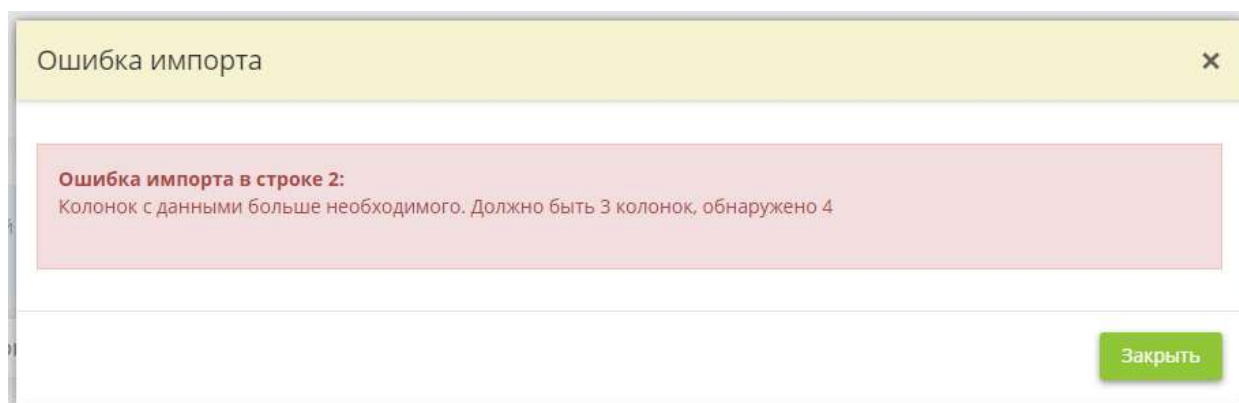 Ошибка импорта
Ошибка импорта в строке 2:
Колонок с данными больше необходимого. Должно быть 3 колонок, обнаружено 4
Закрыть